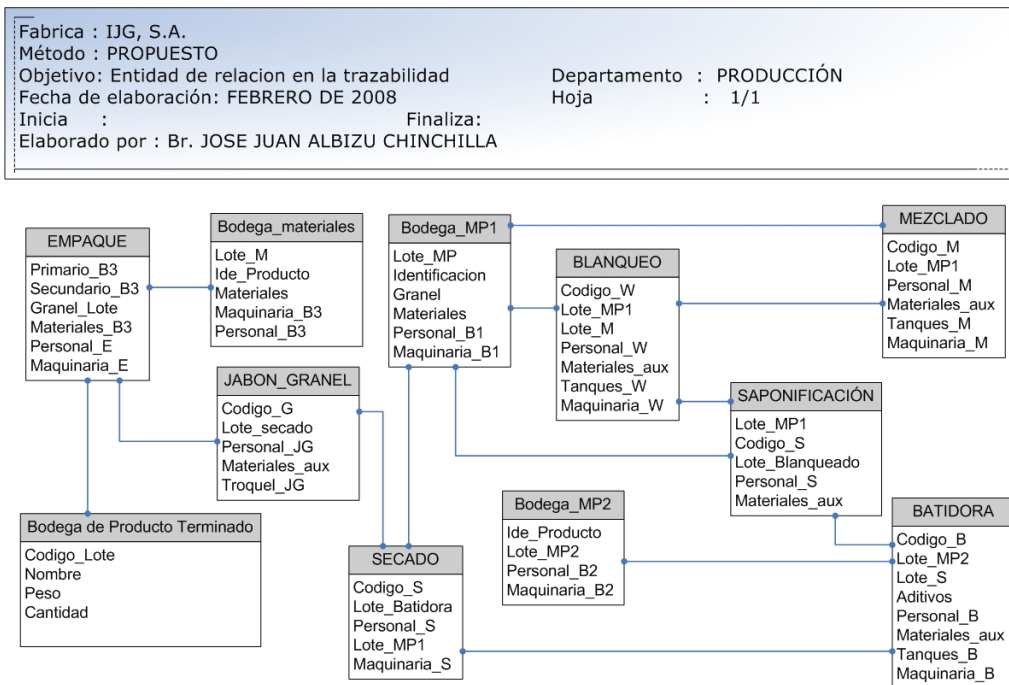 Fabrica : IJG, S.A.
Método : PROPUESTO
Objetivo: Entidad de relacion en la trazabilidad
Departamento : PRODUCCIÓN
Fecha de elaboración: FEBRERO DE 2008
Hoja : 1/1
Inicia :
Finaliza:
Elaborado por : Br. JOSE JUAN ALBIZU CHINCHILLA
EMPAQUE
Primario_B3
Secundario_B3
Granel_Lote
Materiales_B3
Personal_E
Maquinaria_E
Bodega_materiales
Lote_M
Ide_Producto
Materiales
Maquinaria_B3
Personal_B3
Bodega_MP1
Lote_MP
Identificacion
Granel
Materiales
Personal_B1
Maquinaria_B1
BLANQUEO
Codigo_W
Lote_MP1
Lote_M
Personal_W
Materiales_aux
Tanques_W
Maquinaria_W
MEZCLADO
Codigo_M
Lote_MP1
Personal_M
Materiales_aux
Tanques_M
Maquinaria_M
JABON_GRANEL
Codigo_G
Lote_secado
Personal_JG
Materiales_aux
Troquel_JG
SAPONIFICACIÓN
Lote_MP1
Codigo_S
Lote_Blanqueado
Personal_S
Materiales_aux
Bodega de Producto Terminado
Codigo_Lote
Nombre
Peso
Cantidad
SECADO
Codigo_S
Lote_Batidora
Personal_S
Lote_MP1
Maquinaria_S
Bodega_MP2
Ide_Producto
Lote_MP2
Personal_B2
Maquinaria_B2
BATIDORA
Codigo_B
Lote_MP2
Lote_S
Aditivos
Personal_B
Materiales_aux
Tanques_B
Maquinaria_B